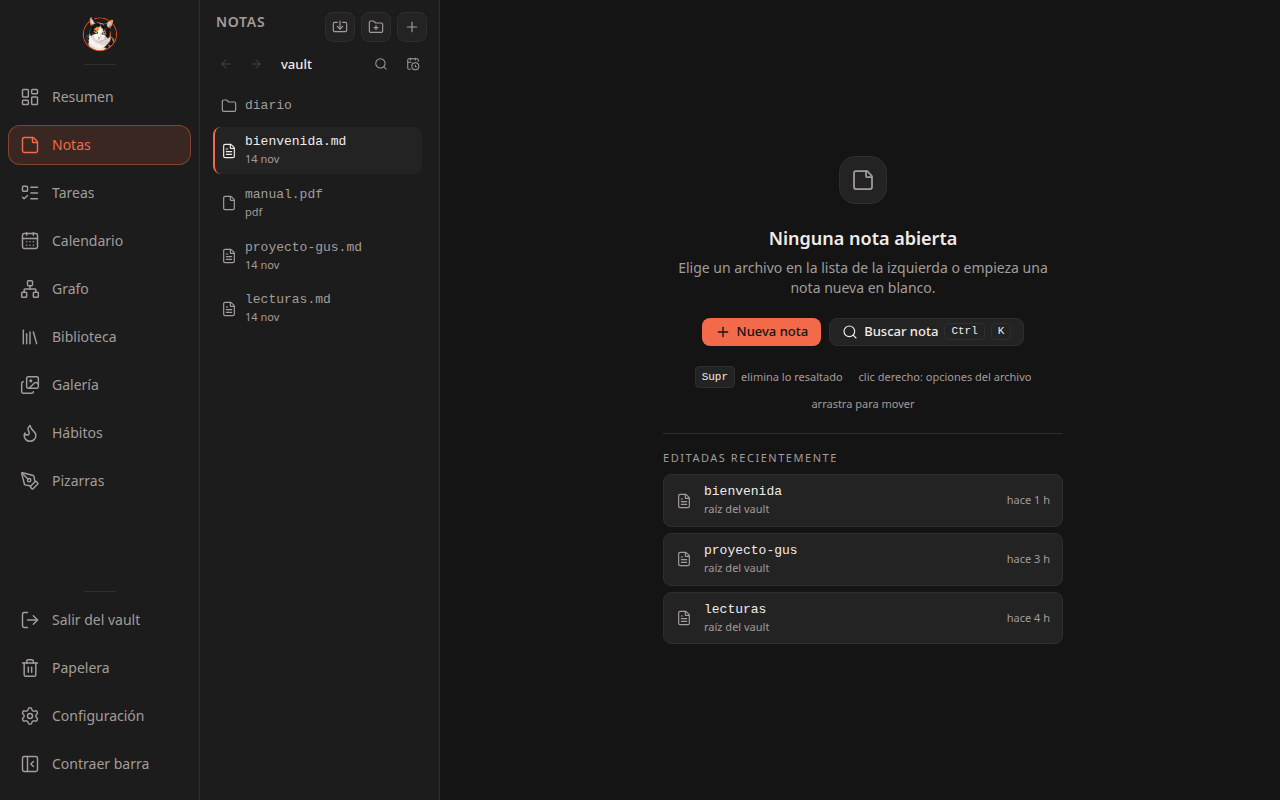 Resumen
Notas
Tareas
Calendario
Grafo
Biblioteca
Galería
Hábitos
Pizarras
Salir del vault
Papelera
Configuración
Contraer barra
NOTAS
vault
diario
bienvenida.md
14 nov
manual.pdf
pdf
proyecto-gus.md
14 nov
lecturas.md
14 nov
Ninguna nota abierta
Elige un archivo en la lista de la izquierda o empieza una
nota nueva en blanco.
Nueva nota
Buscar nota Ctrl K
Supr elimina lo resaltado clic derecho: opciones del archivo
arrastra para mover
EDITADAS RECIENTEMENTE
bienvenida
raíz del vault
hace 1 h
proyecto-gus
raíz del vault
hace 3 h
lecturas
raíz del vault
hace 4 h